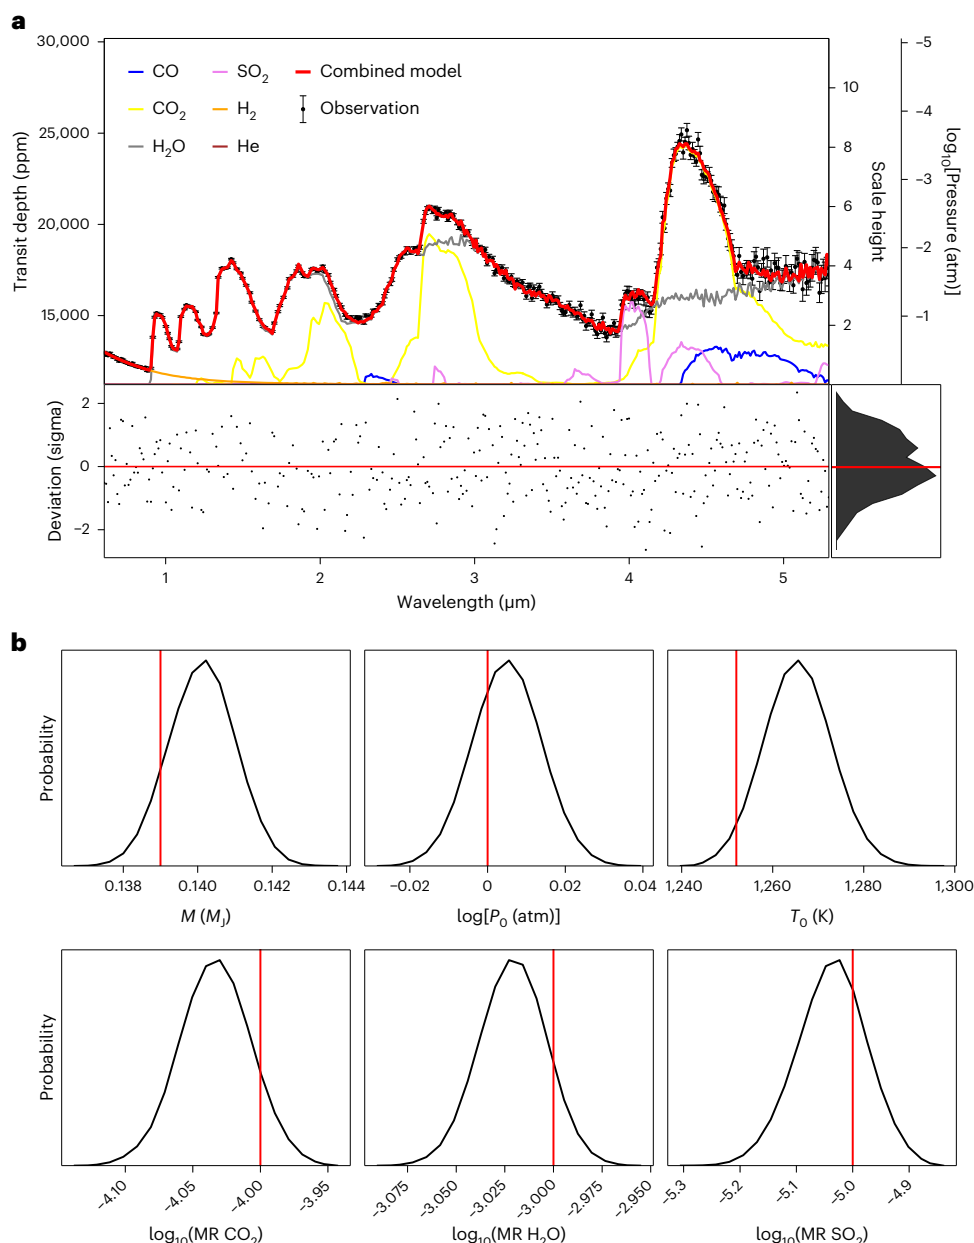 a
30,000
25,000
20,000
15,000
Transit depth (ppm)
CO
CO2
H2O
SO2
H2
He
Combined model
Observation
10
8
6
4
2
Scale height
−5
−4
−3
−2
−1
log10[Pressure (atm)]
2
0
−2
Deviation (sigma)
1 2 3 4 5
Wavelength (µm)
b
Probability
0.138 0.140 0.142 0.144
M (MJ)
−0.02 0 0.02 0.04
log[P0 (atm)]
1,240 1,260 1,280 1,300
T0 (K)
Probability
−4.10 −4.05 −4.00 −3.95
log10(MR CO2)
−3.075 −3.050 −3.025 −3.000 −2.975 −2.950
log10(MR H2O)
−5.3 −5.2 −5.1 −5.0 −4.9
log10(MR SO2)